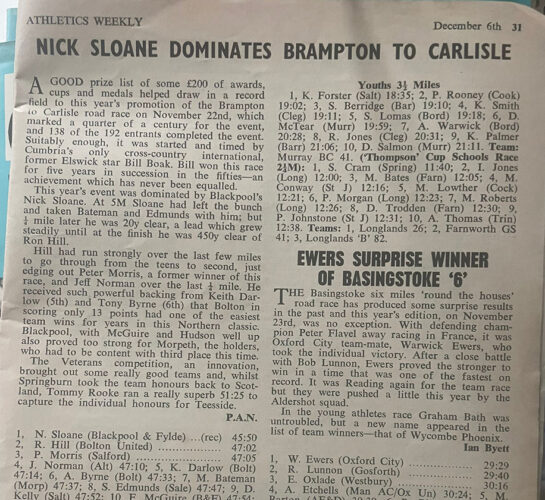 ATHLETICS WEEKLY
December 6th 31
NICK SLOANE DOMINATES BRAMPTON TO CARLISLE
A GOOD prize list of some £200 of awards,
cups and medals helped draw in a record
field to this year's promotion of the Brampton
to Carlisle road race on November 22nd, which
marked a quarter of a century for the event,
and 138 of the 192 entrants completed the event.
Suitably enough, it was started and timed by
Cumbria's only cross-country international,
former Elswick star Bill Boak. Bill won this race
for five years in succession in the fifties—an
achievement which has never been equalled.
This year's event was dominated by Blackpool's
Nick Sloane. At 5M Sloane had left the bunch
and taken Bateman and Edmunds with him; but
½ mile later he was 20y clear, a lead which grew
steadily until at the finish he was 450y clear of
Ron Hill.
Hill had run strongly over the last few miles
to go through from the teens to second, just
edging out Peter Morris, a former winner of this
race, and Jeff Norman over the last ½ mile. He
received such powerful backing from Keith Dar-
low (5th) and Tony Byrne (6th) that Bolton in
scoring only 13 points had one of the easiest
team wins for years in this Northern classic.
Blackpool, with McGuire and Hudson well up
also proved too strong for Morpeth, the holders,
who had to be content with third place this time.
The Veterans competition, an innovation,
brought out some really good teams and, whilst
Springburn took the team honours back to Scot-
land, Tommy Rooke ran a really superb 51:25 to
capture the individual honours for Teesside.
P.A.N.
1, N. Sloane (Blackpool & Fylde) ...(rec) 45:50
2, R. Hill (Bolton United) .................. 47:02
3, P. Morris (Salford) ........................ 47:05
4, J. Norman (Alt) 47:10; 5, K. Darlow (Bolt)
47:14; 6, A. Byrne (Bolt) 47:33; 7, M. Bateman
(Morp) 47:37; 8, S. Edmunds (Sale) 47:47; 9, D.
Kelly (Salt) 47:52; 10, F. McGuire (B&F) 47:54;
Youths 3½ Miles
1, K. Forster (Salt) 18:35; 2, P. Rooney (Cook)
19:02; 3, S. Berridge (Bar) 19:10; 4, K. Smith
(Cleg) 19:11; 5, S. Lomas (Bord) 19:18; 6, D.
McTear (Murr) 19:59; 7, A. Warwick (Bord)
20:28; 8, R. Jones (Cleg) 20:31; 9, K. Palmer
(Barr) 21:06; 10, D. Salmon (Murr) 21:11. Team:
Murray BC 41. ('Thompson' Cup Schools Race
2½M): 1, S. Cram (Spring) 11:40; 2, I. Jones
(Long) 12:00; 3, M. Bates (Farn) 12:05; 4, M.
Conway (St J) 12:16; 5, M. Lowther (Cock)
12:21; 6, P. Morgan (Long) 12:23; 7, M. Roberts
(Long) 12:26; 8, D. Trodden (Farn) 12:30; 9,
P. Johnstone (St J) 12:31; 10, A. Thomas (Trin)
12:38. Teams: 1, Longlands 26; 2, Farnworth GS
41; 3, Longlands 'B' 82.
EWERS SURPRISE WINNER
OF BASINGSTOKE '6'
THE Basingstoke six miles 'round the houses'
road race has produced some surprise results
in the past and this year's edition, on November
23rd, was no exception. With defending cham-
pion Peter Flavel away racing in France, it was
Oxford City team-mate, Warwick Ewers, who
took the individual victory. After a close battle
with Bob Lunnon, Ewers proved the stronger to
win in a time that was one of the fastest on
record. It was Reading again for the team race
but they were pushed a little this year by the
Aldershot squad.
In the young athletes race Graham Bath was
untroubled, but a new name appeared in the
list of team winners—that of Wycombe Phoenix.
Ian Byett
1, W. Ewers (Oxford City) .................. 29:29
2, R. Lunnon (Gosforth) ..................... 29:40
3, E. Oxlade (Westbury) ..................... 30:16
4, A. Etchells (Man AC/Ox Un) 30:24; 5, M.